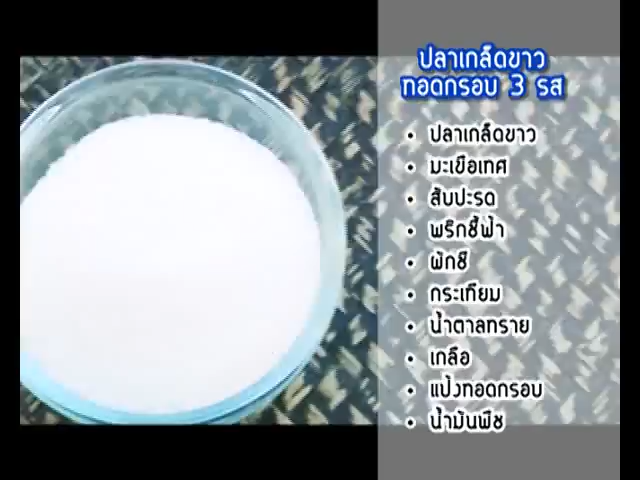 ปลาเกล็ดขาว
ทอดกรอบ 3 รส
• ปลาเกล็ดขาว
• มะเขือเทศ
• สับปะรด
• พริกชี้ฟ้า
• ผักชี
• กระเทียม
• น้ำตาลทราย
• เกลือ
• แป้งทอดกรอบ
• น้ำมันพืช